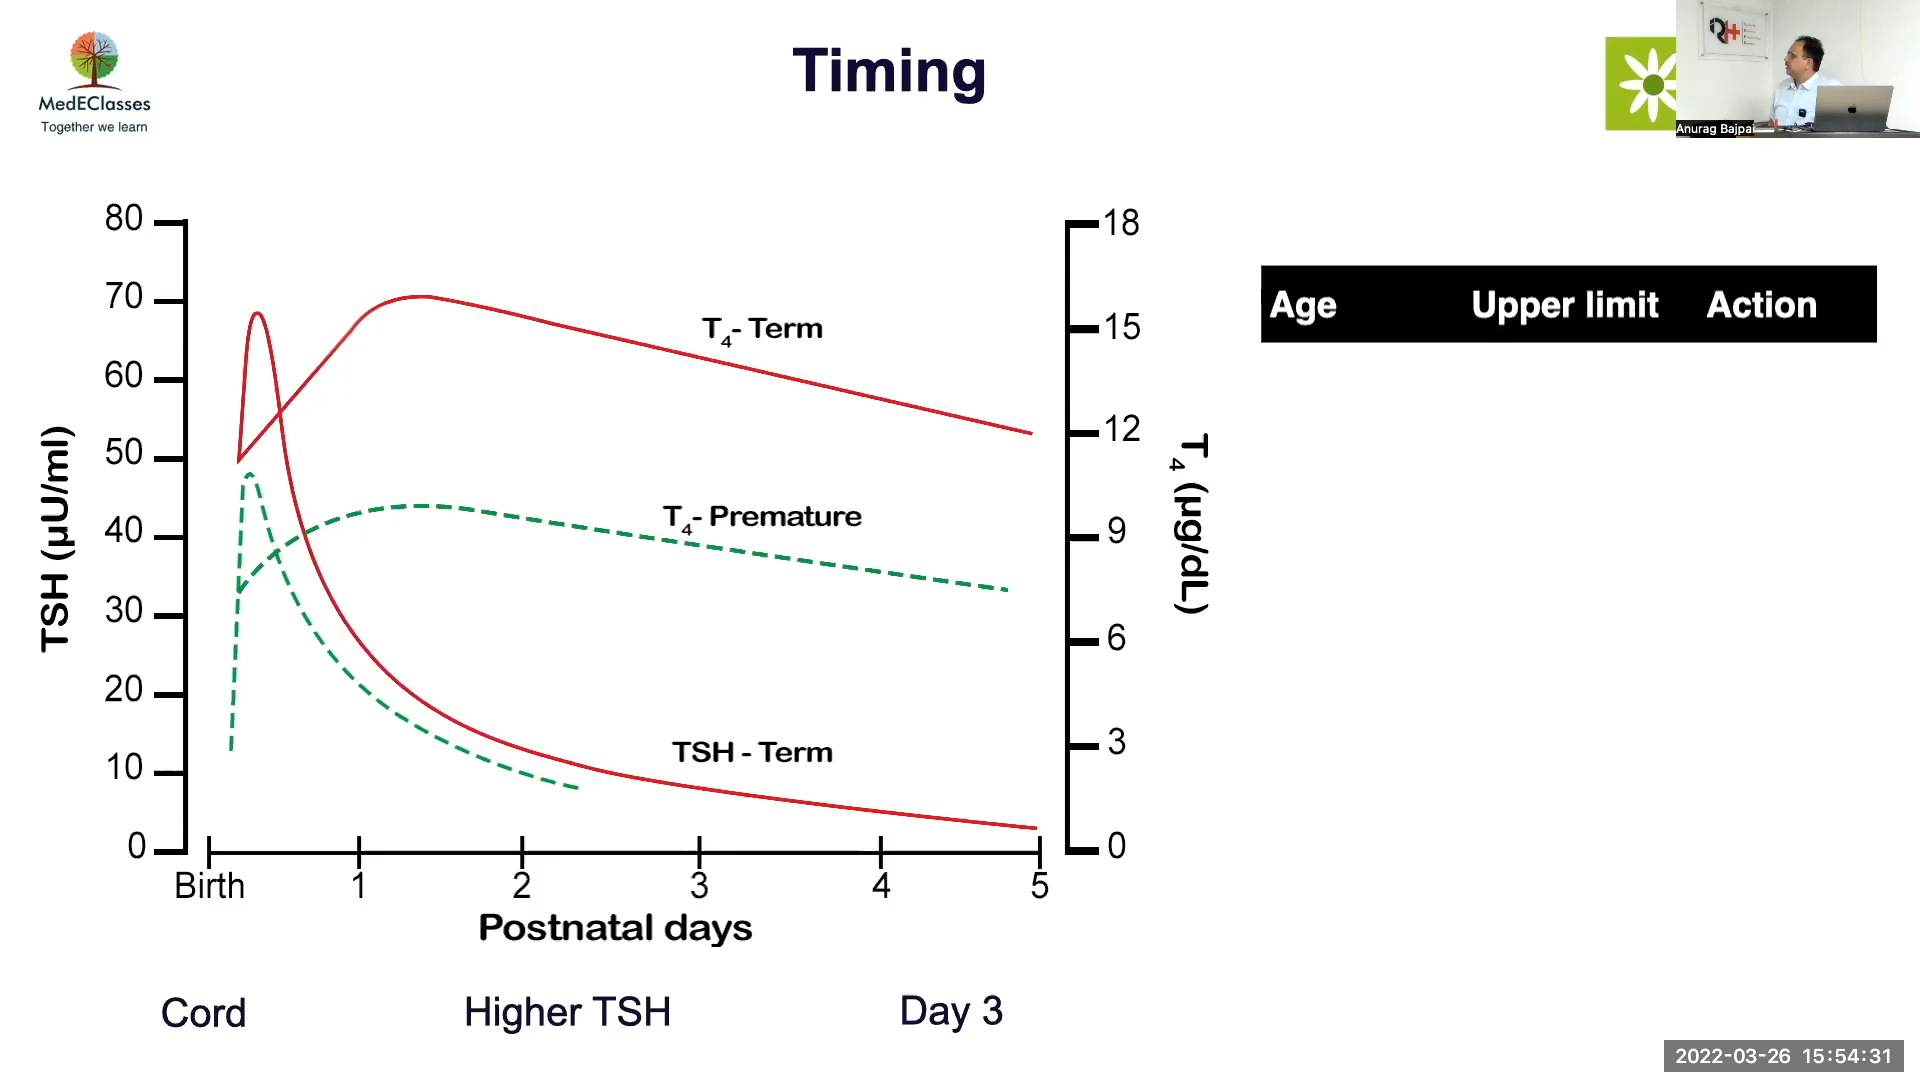 MedEClasses
Together we learn
Timing
Anurag Bajpai
80
70
60
50
40
30
20
10
0
TSH (µU/ml)
18
15
12
9
6
3
0
T4 (µg/dL)
T4- Term
T4- Premature
TSH - Term
Birth 1 2 3 4 5
Postnatal days
Cord Higher TSH Day 3
Age Upper limit Action
2022-03-26 15:54:31